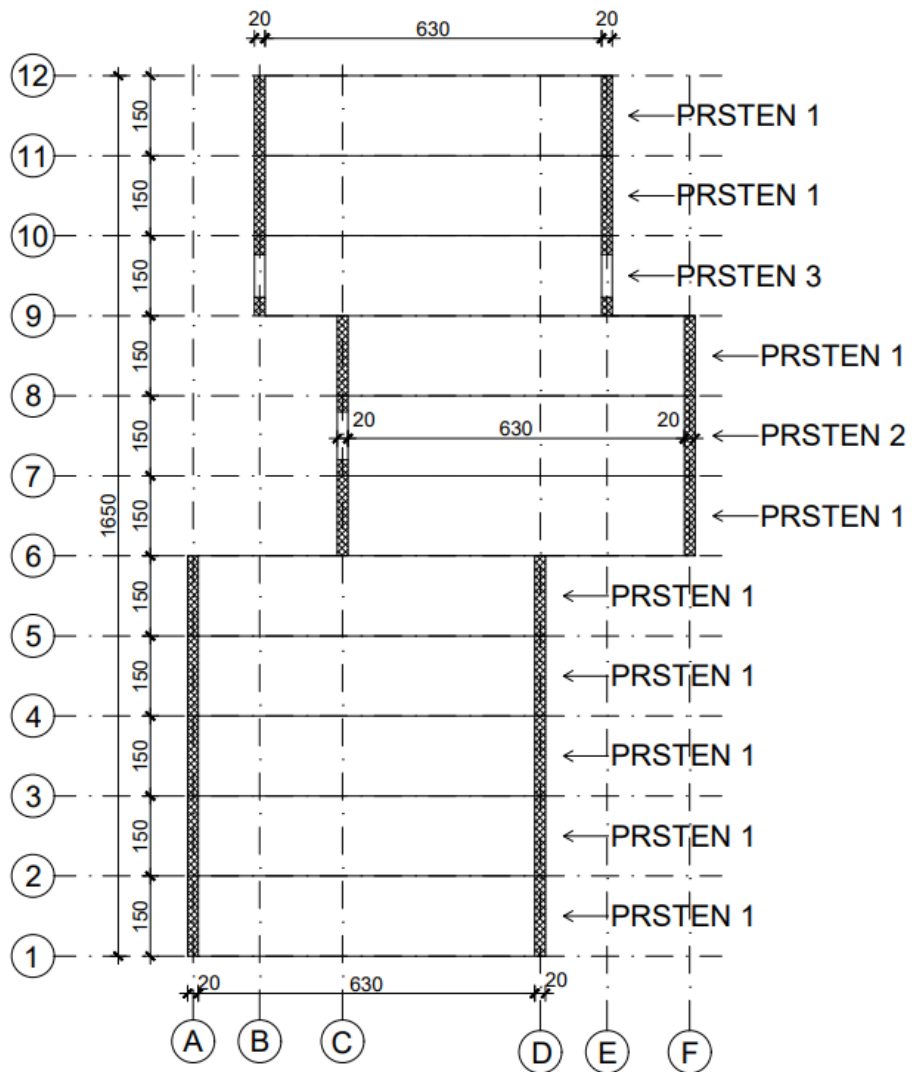 20 630 20
12
150 PRSTEN 1
11
150 PRSTEN 1
10
150 PRSTEN 3
9
150 PRSTEN 1
8
150 20 630 20 PRSTEN 2
7
1650 150 PRSTEN 1
6
150 PRSTEN 1
5
150 PRSTEN 1
4
150 PRSTEN 1
3
150 PRSTEN 1
2
150 PRSTEN 1
1
20 630 20
A B C D E F